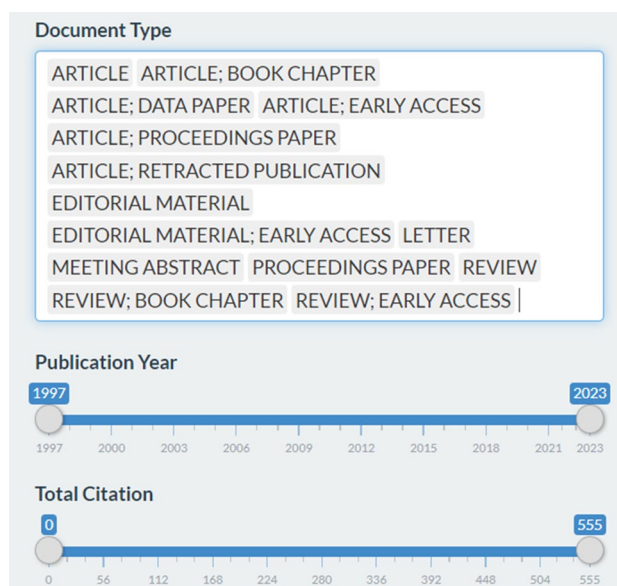 Document Type
ARTICLE ARTICLE; BOOK CHAPTER
ARTICLE; DATA PAPER ARTICLE; EARLY ACCESS
ARTICLE; PROCEEDINGS PAPER
ARTICLE; RETRACTED PUBLICATION
EDITORIAL MATERIAL
EDITORIAL MATERIAL; EARLY ACCESS LETTER
MEETING ABSTRACT PROCEEDINGS PAPER REVIEW
REVIEW; BOOK CHAPTER REVIEW; EARLY ACCESS
Publication Year
1997 2023
1997 2000 2003 2006 2009 2012 2015 2018 2021 2023
Total Citation
0 555
0 56 112 168 224 280 336 392 448 504 555